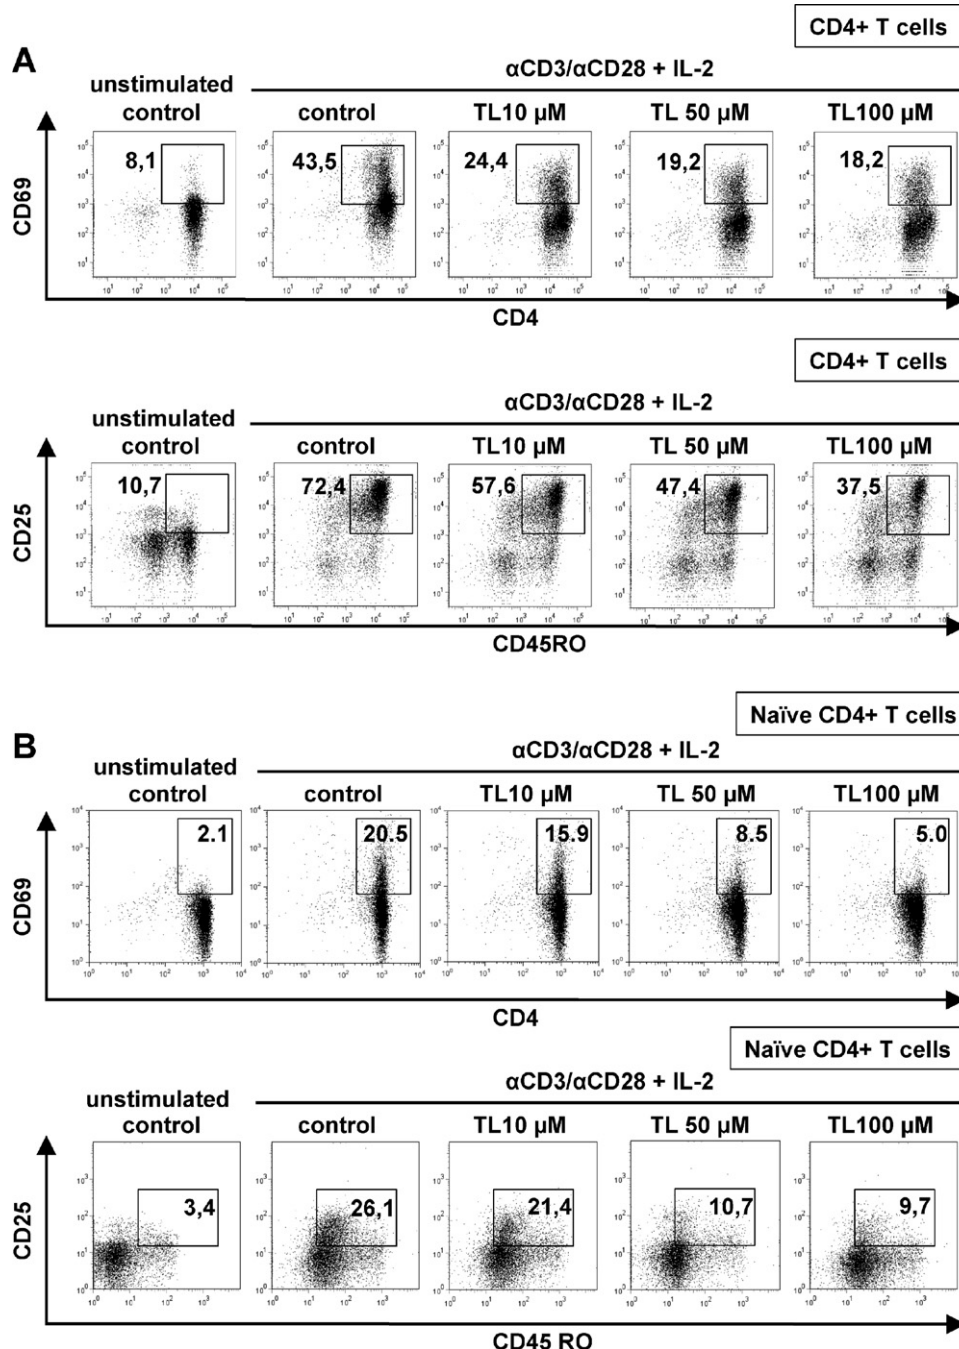 CD4+ T cells
A
αCD3/αCD28 + IL-2
unstimulated
control control TL10 µM TL 50 µM TL100 µM
8,1 43,5 24,4 19,2 18,2
CD69
CD4
CD4+ T cells
αCD3/αCD28 + IL-2
unstimulated
control control TL10 µM TL 50 µM TL100 µM
10,7 72,4 57,6 47,4 37,5
CD25
CD45RO
Naïve CD4+ T cells
B
αCD3/αCD28 + IL-2
unstimulated
control control TL10 µM TL 50 µM TL100 µM
2.1 20.5 15.9 8.5 5.0
CD69
CD4
Naïve CD4+ T cells
αCD3/αCD28 + IL-2
unstimulated
control control TL10 µM TL 50 µM TL100 µM
3,4 26,1 21,4 10,7 9,7
CD25
CD45 RO